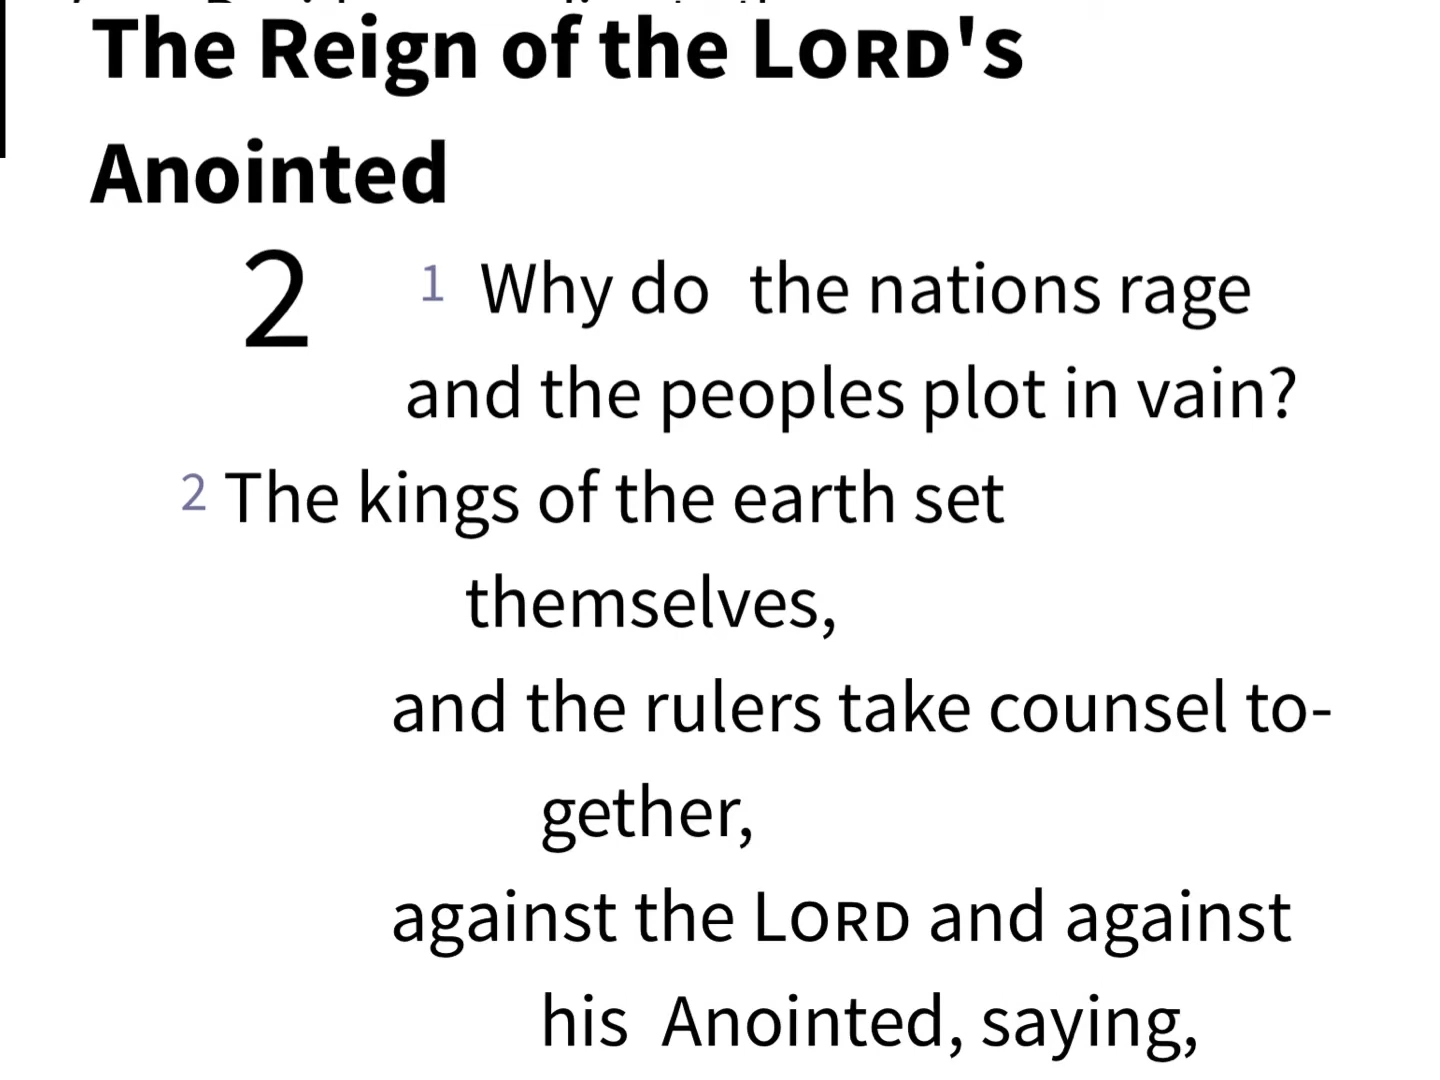 The Reign of the LORD'S
Anointed
2 1 Why do the nations rage
and the peoples plot in vain?
2 The kings of the earth set
themselves,
and the rulers take counsel to-
gether,
against the LORD and against
his Anointed, saying,